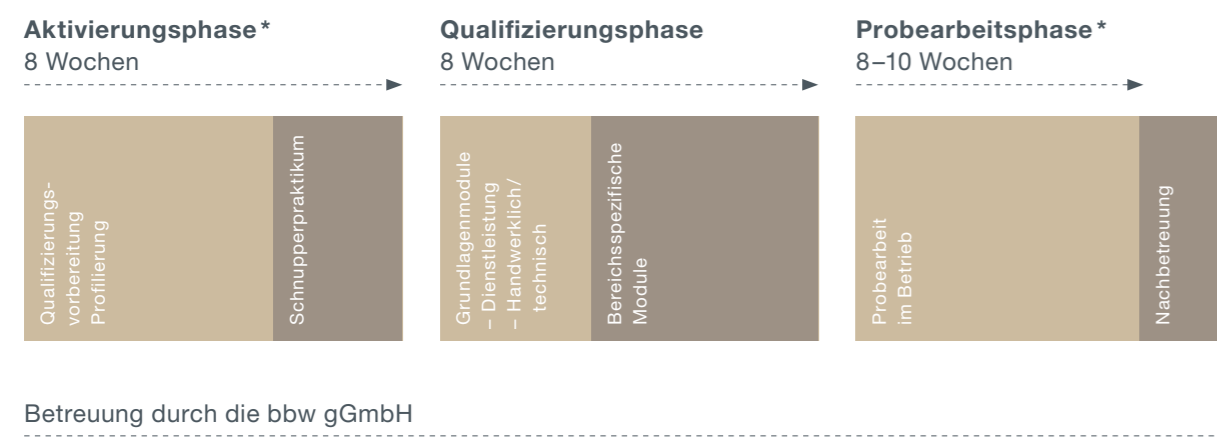 Aktivierungsphase*
8 Wochen
Qualifizierungs-
vorbereitung
Profilierung
Schnupperpraktikum
Qualifizierungsphase
8 Wochen
Grundlagenmodule
– Dienstleistung
– Handwerklich/
technisch
Bereichsspezifische
Module
Probearbeitsphase*
8–10 Wochen
Probearbeit
im Betrieb
Nachbetreuung
Betreuung durch die bbw gGmbH